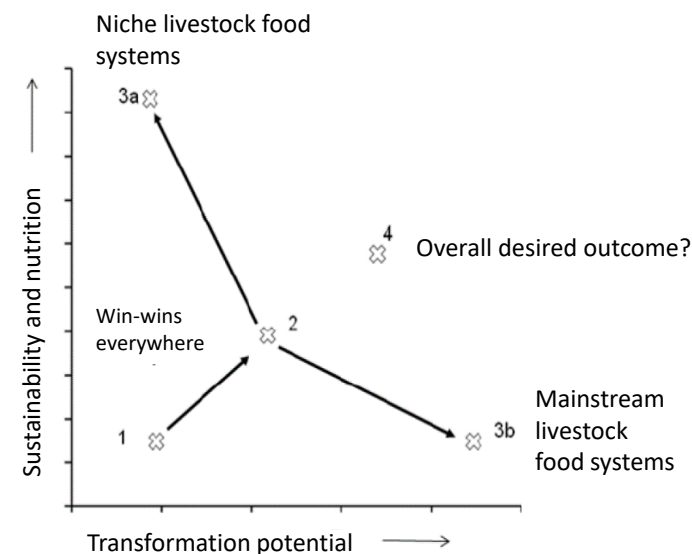 Niche livestock food
systems
3a
4
Overall desired outcome?
Sustainability and nutrition
Win-wins
everywhere
2
1
3b
Mainstream
livestock
food systems
Transformation potential